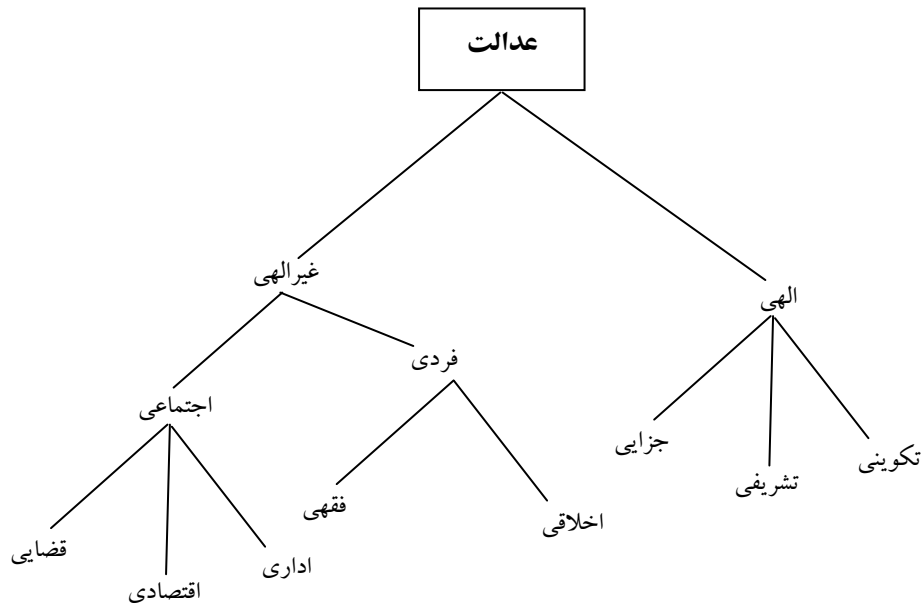 عدالت
غیرالهی
الهی
فردی
اجتماعی
جزایی
تکوینی
تشریفی
فقهی
اخلاقی
قضایی
اداری
اقتصادی